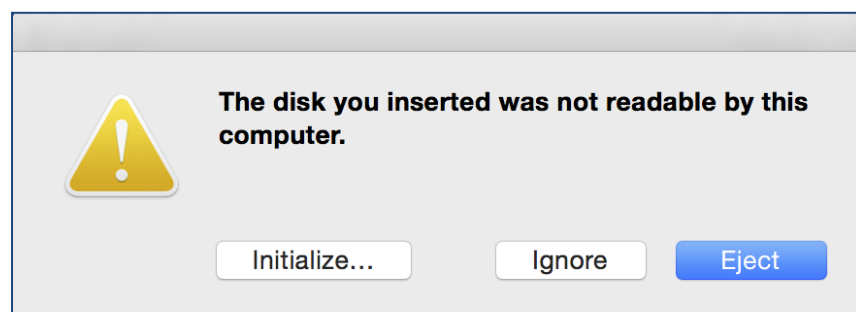 The disk you inserted was not readable by this
computer.
Initialize...
Ignore
Eject